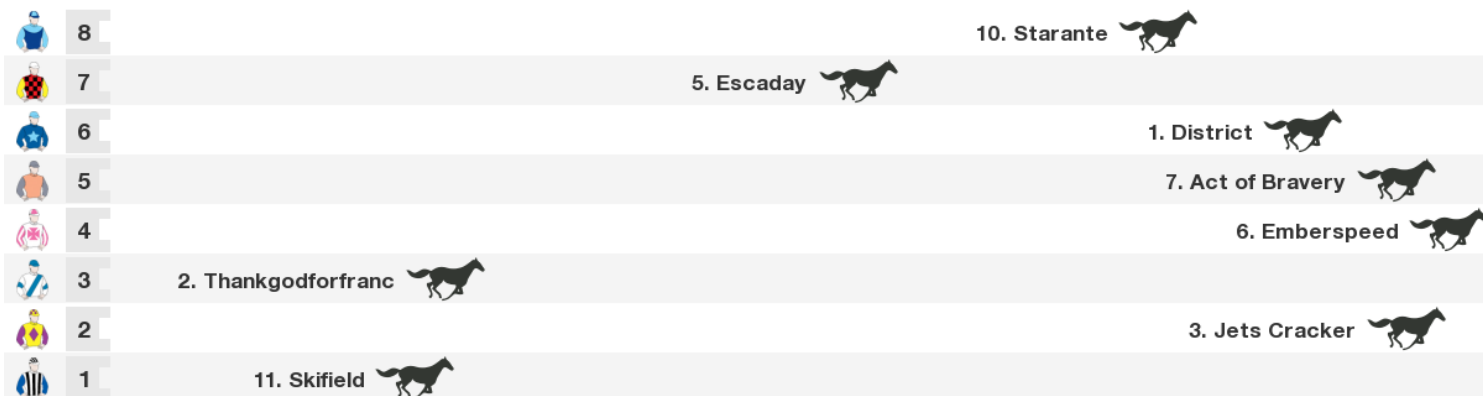 8 10. Starante
7 5. Escaday
6 1. District
5 7. Act of Bravery
4 6. Emberspeed
3 2. Thankgodforfranc
2 3. Jets Cracker
1 11. Skifield